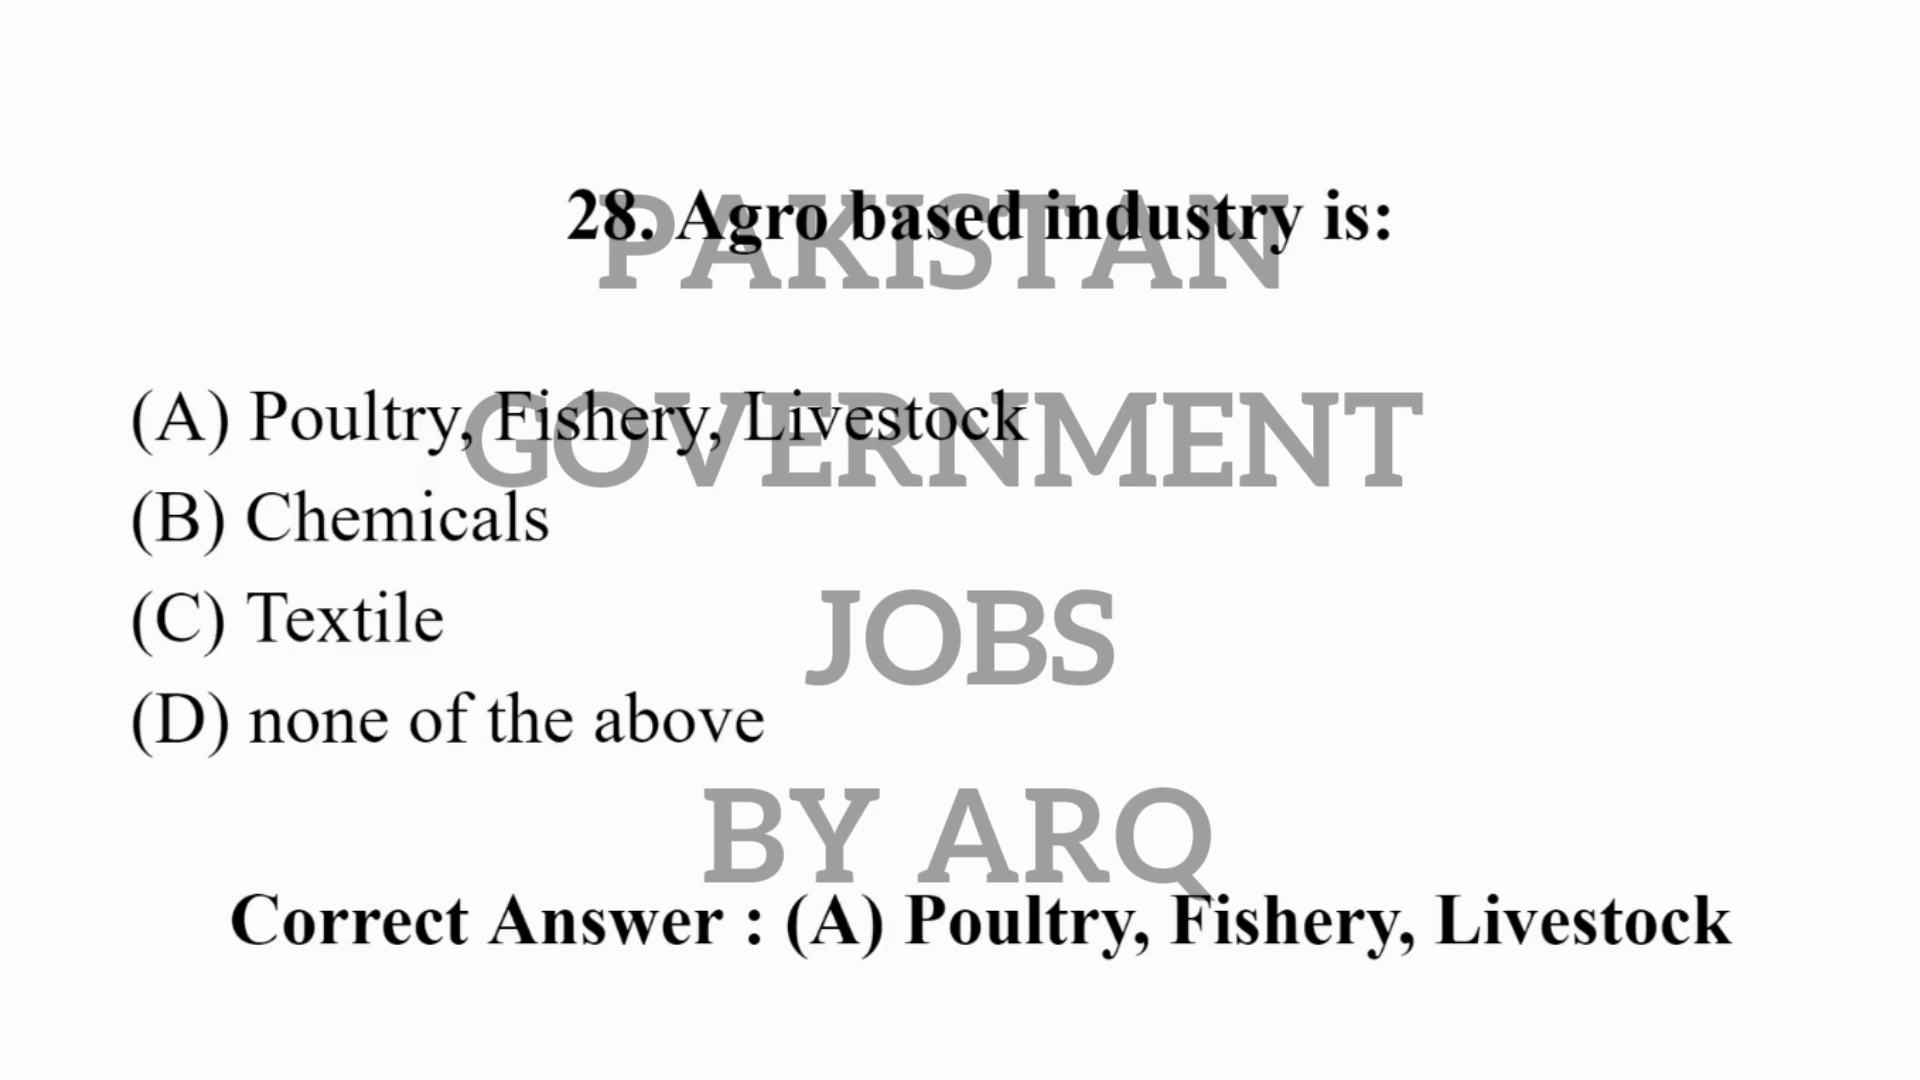 28. Agro based industry is:
PAKISTAN
(A) Poultry, Fishery, Livestock
GOVERNMENT
(B) Chemicals
(C) Textile
JOBS
(D) none of the above
BY ARQ
Correct Answer : (A) Poultry, Fishery, Livestock